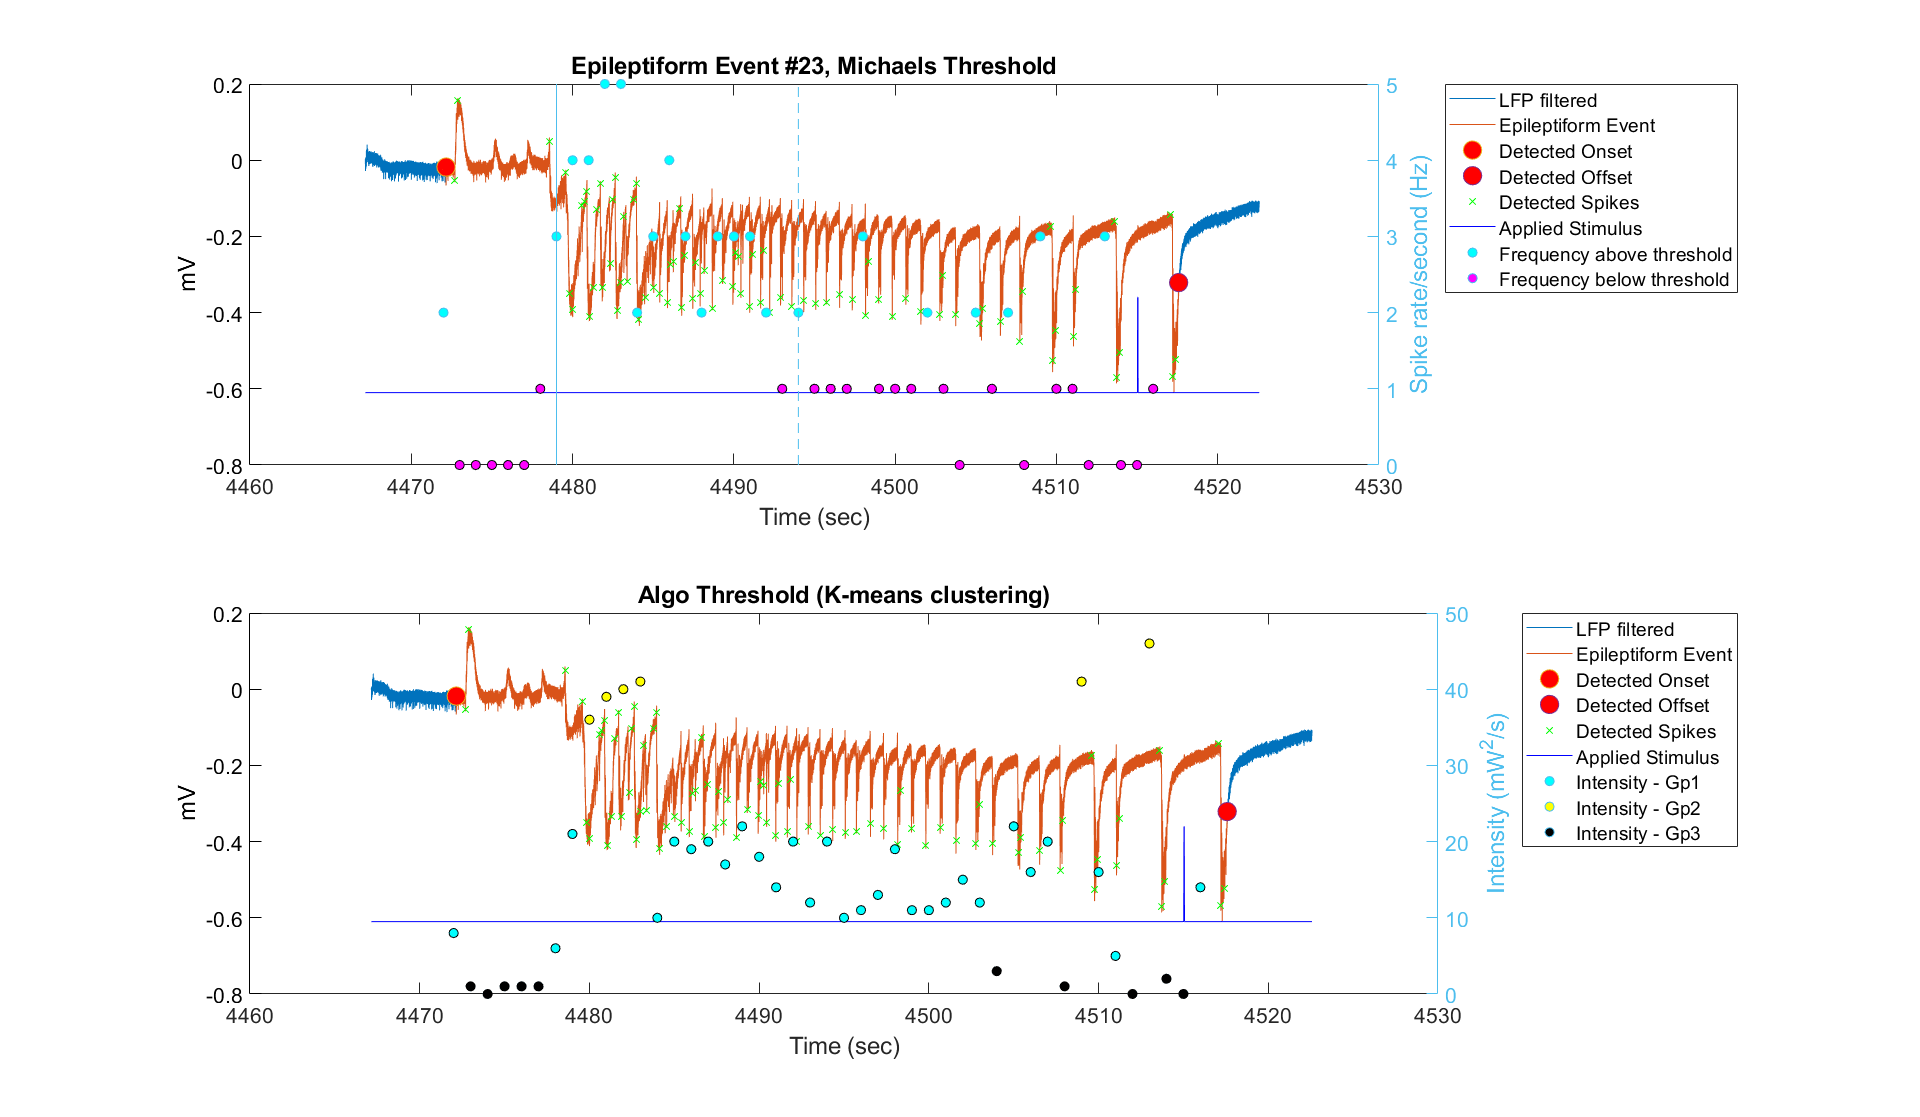 Epileptiform Event #23, Michaels Threshold
0.2
0
-0.2
-0.4
-0.6
-0.8
mV
4460
4470
4480
4490
4500
4510
4520
4530
Time (sec)
5
4
3
2
1
0
Spike rate/second (Hz)
LFP filtered
Epileptiform Event
Detected Onset
Detected Offset
Detected Spikes
Applied Stimulus
Frequency above threshold
Frequency below threshold
Algo Threshold (K-means clustering)
0.2
0
-0.2
-0.4
-0.6
-0.8
mV
4460
4470
4480
4490
4500
4510
4520
4530
Time (sec)
50
40
30
20
10
0
Intensity (mW²/s)
LFP filtered
Epileptiform Event
Detected Onset
Detected Offset
Detected Spikes
Applied Stimulus
Intensity - Gp1
Intensity - Gp2
Intensity - Gp3